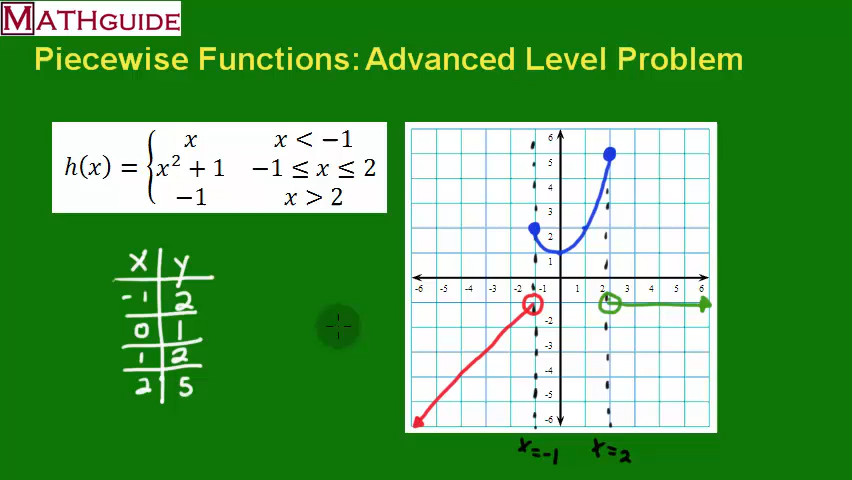 MATHGUIDE
Piecewise Functions: Advanced Level Problem
x x < −1
h(x) = { x² + 1 −1 ≤ x ≤ 2
−1 x > 2
6
5
4
3
2
1
-6 -5 -4 -3 -2 -1 1 2 3 4 5 6
-2
-3
-4
-5
-6
X y
-1 2
0 1
1 2
2 5
x=-1 x=2